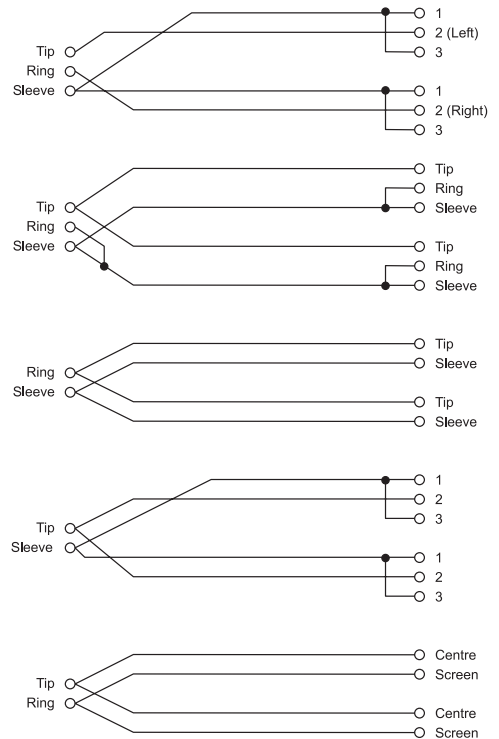 1
2 (Left)
3
Tip
Ring
Sleeve
1
2 (Right)
3
Tip
Ring
Sleeve
Tip
Ring
Sleeve
Tip
Ring
Sleeve
Tip
Sleeve
Ring
Sleeve
Tip
Sleeve
1
2
3
Tip
Sleeve
1
2
3
Centre
Screen
Tip
Ring
Centre
Screen